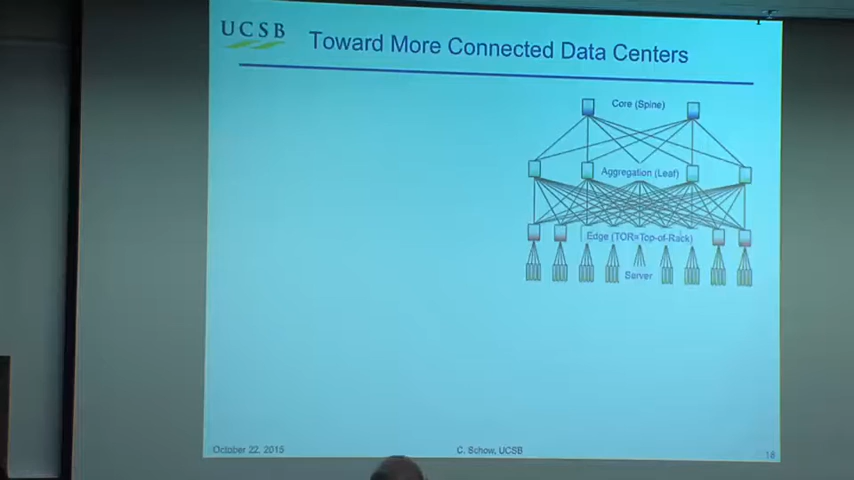 UCSB
Toward More Connected Data Centers
Core (Spine)
Aggregation (Leaf)
Edge (TOR=Top-of-Rack)
Server
October 22, 2015
C. Schow, UCSB
18